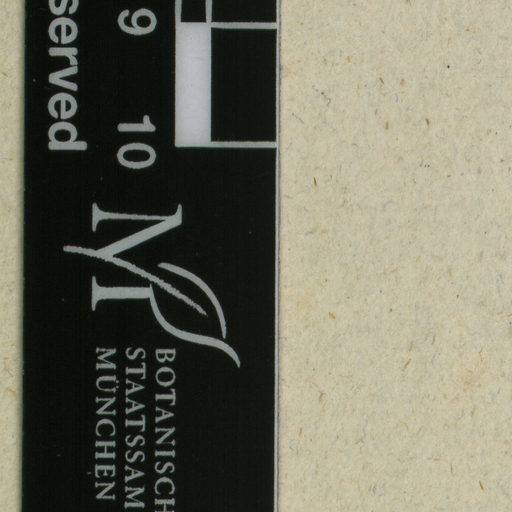 served
9 10
BOTANISCH
STAATSSAM
MÜNCHEN